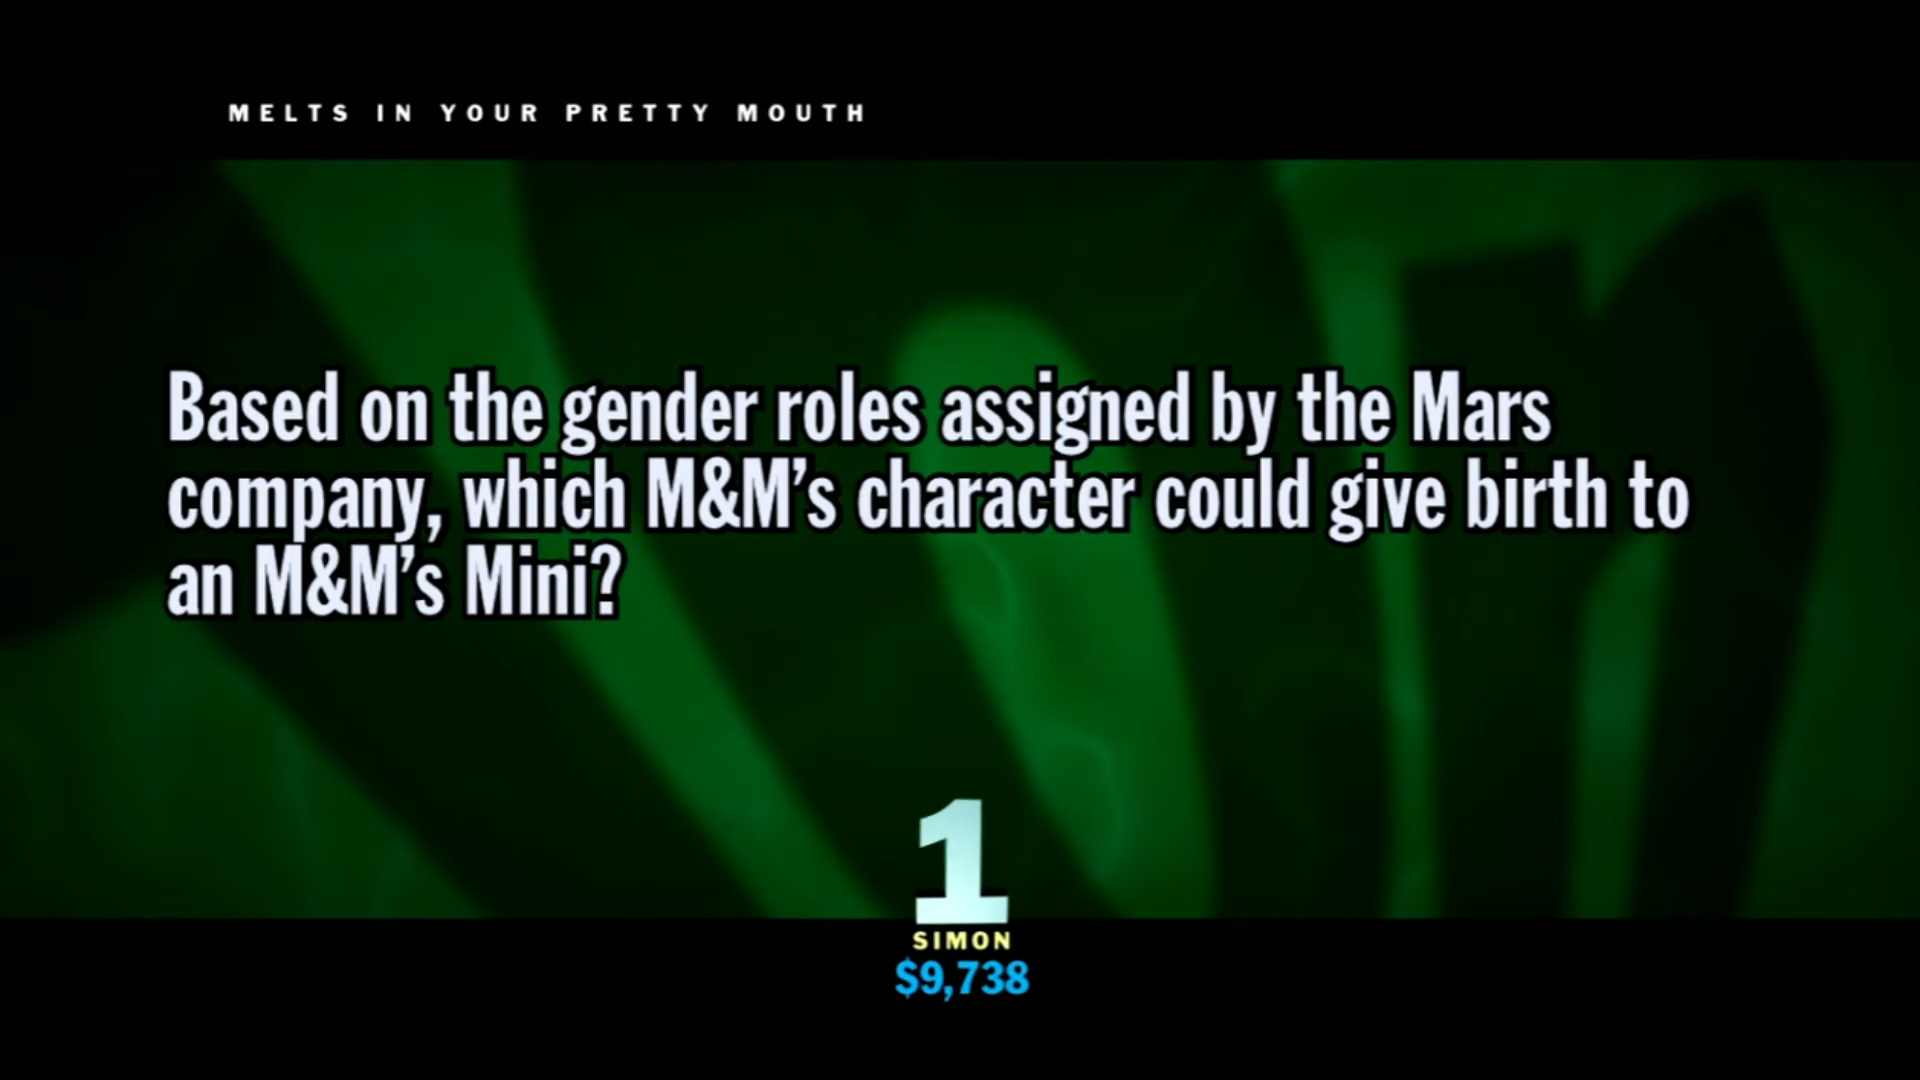 MELTS IN YOUR PRETTY MOUTH
Based on the gender roles assigned by the Mars
company, which M&M’s character could give birth to
an M&M’s Mini?
1
SIMON
$9,738